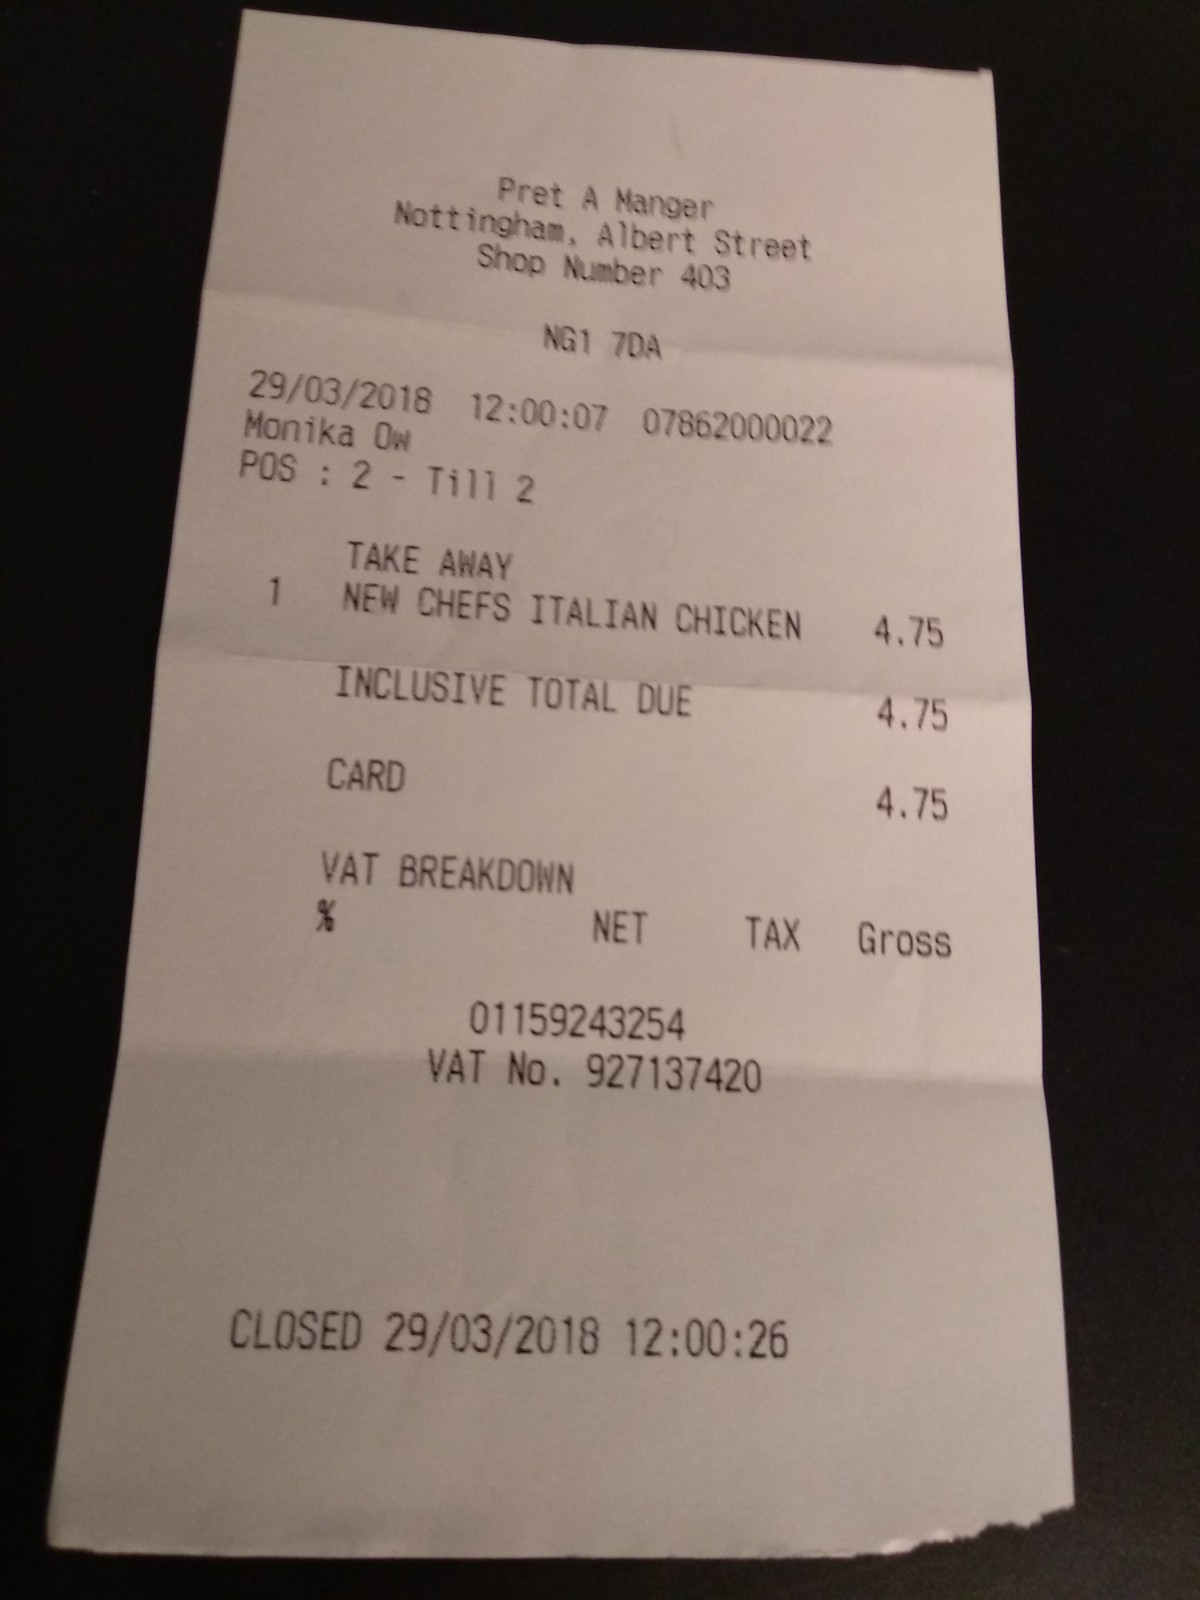 Pret A Manger
Nottingham, Albert Street
Shop Number 403
NG1 7DA
29/03/2018 12:00:07 07862000022
Monika Ow
POS : 2 - Till 2
TAKE AWAY
1 NEW CHEFS ITALIAN CHICKEN 4.75
INCLUSIVE TOTAL DUE 4.75
CARD 4.75
VAT BREAKDOWN
% NET TAX Gross
01159243254
VAT No. 927137420
CLOSED 29/03/2018 12:00:26